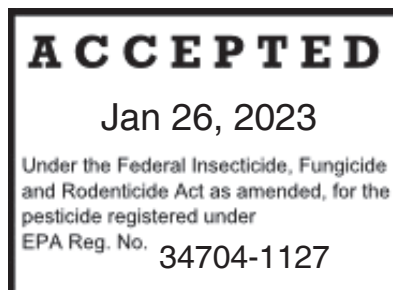 ACCEPTED
Jan 26, 2023
Under the Federal Insecticide, Fungicide
and Rodenticide Act as amended, for the
pesticide registered under
EPA Reg. No. 34704-1127